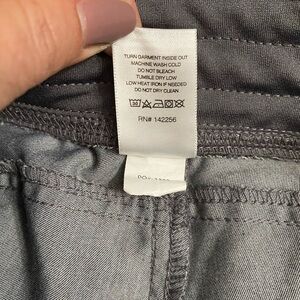 TURN GARMENT INSIDE OUT
MACHINE WASH COLD
DO NOT BLEACH
TUMBLE DRY LOW
LOW HEAT IRON IF NEEDED
DO NOT DRY CLEAN
RN# 142256